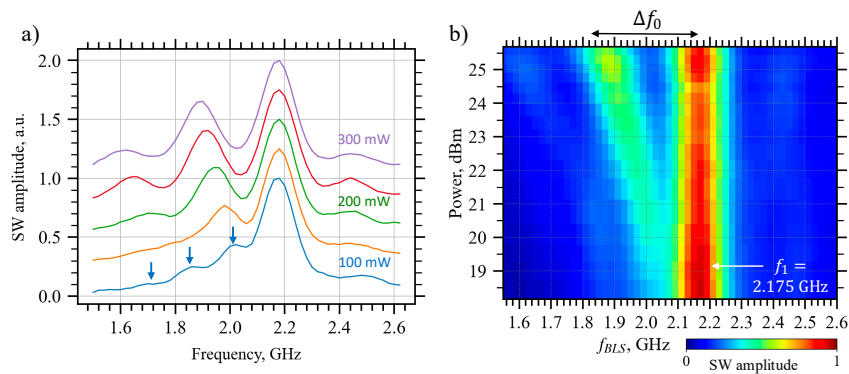 a)
SW amplitude, a.u.
2.0
1.5
1.0
0.5
0.0
300 mW
200 mW
100 mW
1.6 1.8 2.0 2.2 2.4 2.6
Frequency, GHz
b)
Δf₀
Power, dBm
25
24
23
22
21
20
19
f₁ =
2.175 GHz
1.6 1.7 1.8 1.9 2.0 2.1 2.2 2.3 2.4 2.5
f_BLS, GHz
0 1
SW amplitude